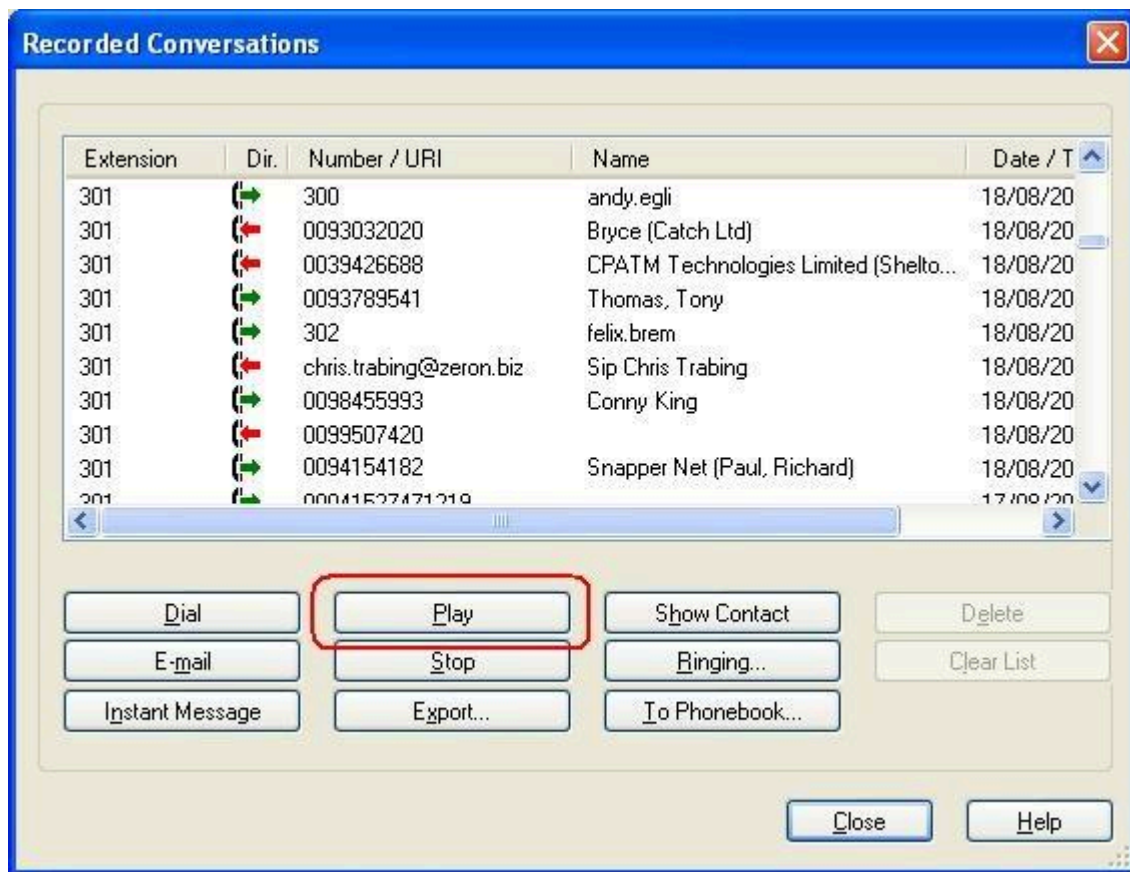 Recorded Conversations
Extension Dir. Number / URI Name Date / T
301 300 andy.egli 18/08/20
301 0093032020 Bryce (Catch Ltd) 18/08/20
301 0039426688 CPATM Technologies Limited (Shelto... 18/08/20
301 0093789541 Thomas, Tony 18/08/20
301 302 felix.brem 18/08/20
301 chris.trabing@zeron.biz Sip Chris Trabing 18/08/20
301 0098455993 Conny King 18/08/20
301 0099507420 18/08/20
301 0094154182 Snapper Net (Paul, Richard) 18/08/20
301 00041527471219 17/08/20
Dial Play Show Contact Delete
E-mail Stop Ringing... Clear List
Instant Message Export... To Phonebook...
Close Help